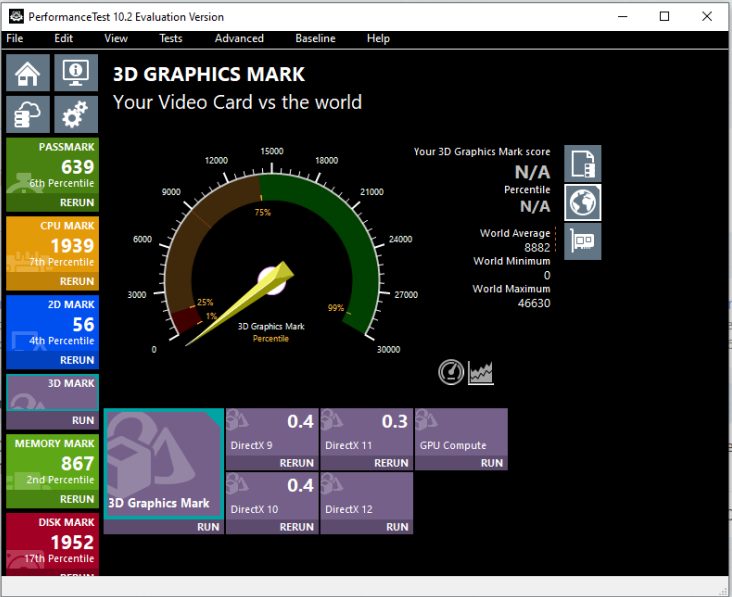 PerformanceTest 10.2 Evaluation Version
File Edit View Tests Advanced Baseline Help
3D GRAPHICS MARK
Your Video Card vs the world
PASSMARK
639
6th Percentile
RERUN
CPU MARK
1939
7th Percentile
RERUN
2D MARK
56
4th Percentile
RERUN
3D MARK
RUN
MEMORY MARK
867
2nd Percentile
RERUN
DISK MARK
1952
17th Percentile
RERUN
0
3000
6000
9000
12000
15000
18000
21000
24000
27000
30000
1%
25%
75%
99%
3D Graphics Mark
Percentile
Your 3D Graphics Mark score
N/A
Percentile
N/A
World Average
8882
World Minimum
0
World Maximum
46630
3D Graphics Mark
RUN
0.4
DirectX 9
RERUN
0.3
DirectX 11
RERUN
GPU Compute
RUN
0.4
DirectX 10
RERUN
DirectX 12
RUN